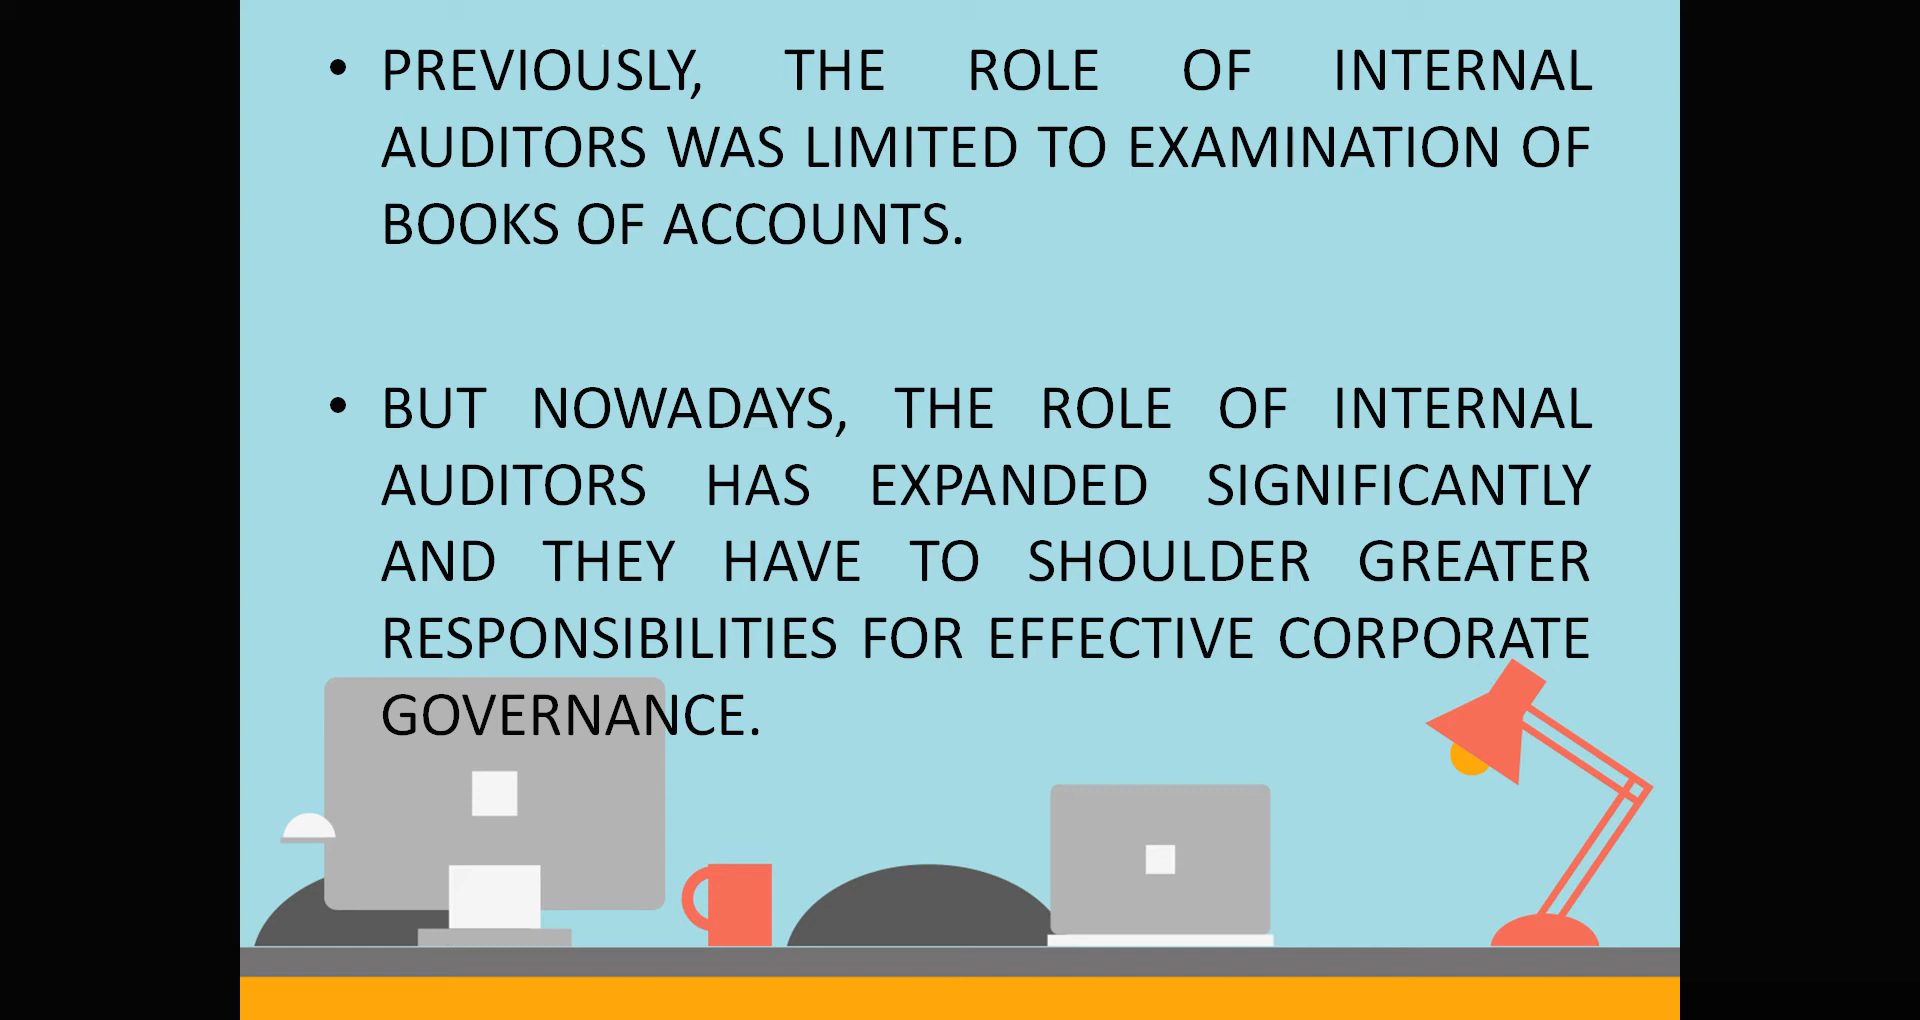 • PREVIOUSLY, THE ROLE OF INTERNAL
AUDITORS WAS LIMITED TO EXAMINATION OF
BOOKS OF ACCOUNTS.
• BUT NOWADAYS, THE ROLE OF INTERNAL
AUDITORS HAS EXPANDED SIGNIFICANTLY
AND THEY HAVE TO SHOULDER GREATER
RESPONSIBILITIES FOR EFFECTIVE CORPORATE
GOVERNANCE.